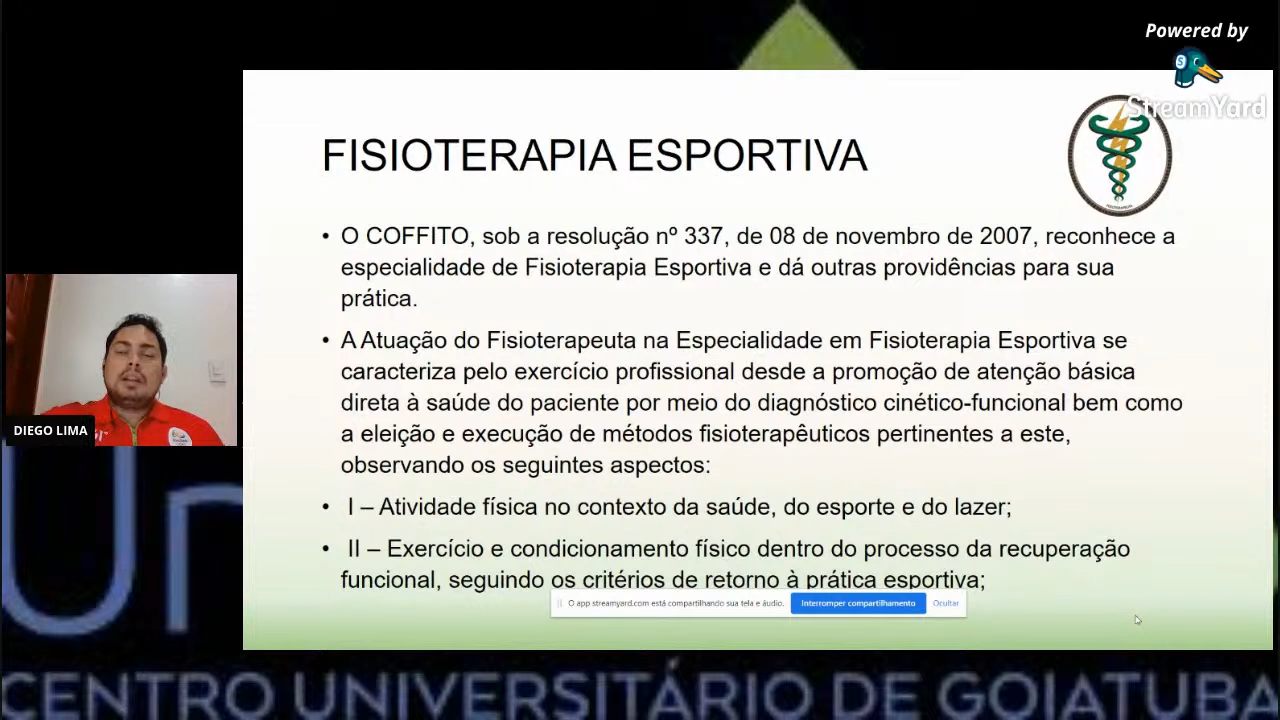 Powered by
StreamYard
FISIOTERAPIA ESPORTIVA
• O COFFITO, sob a resolução nº 337, de 08 de novembro de 2007, reconhece a
especialidade de Fisioterapia Esportiva e dá outras providências para sua
prática.
• A Atuação do Fisioterapeuta na Especialidade em Fisioterapia Esportiva se
caracteriza pelo exercício profissional desde a promoção de atenção básica
direta à saúde do paciente por meio do diagnóstico cinético-funcional bem como
a eleição e execução de métodos fisioterapêuticos pertinentes a este,
observando os seguintes aspectos:
• I – Atividade física no contexto da saúde, do esporte e do lazer;
• II – Exercício e condicionamento físico dentro do processo da recuperação
funcional, seguindo os critérios de retorno à prática esportiva;
O app streamyard.com está compartilhando sua tela e áudio. Interromper compartilhamento Ocultar
DIEGO LIMA
CENTRO UNIVERSITÁRIO DE GOIATUBA